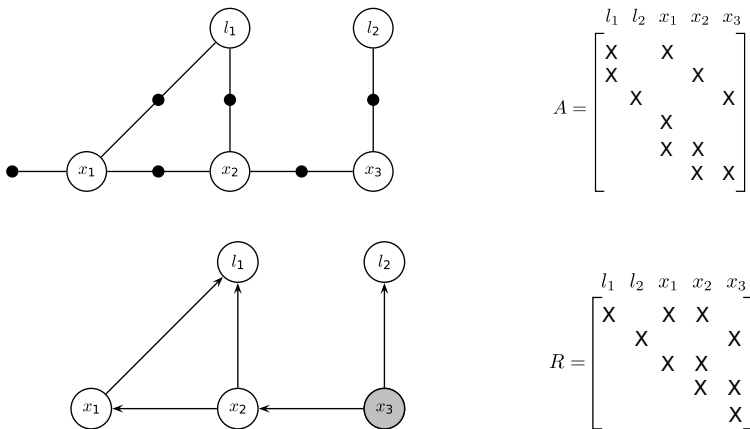 l₁ l₂
x₁ x₂ x₃
l₁ l₂ x₁ x₂ x₃
A =
X X
X X
X X
X
X X
X X
l₁ l₂
x₁ x₂ x₃
l₁ l₂ x₁ x₂ x₃
R =
X X X
X X
X X
X X
X